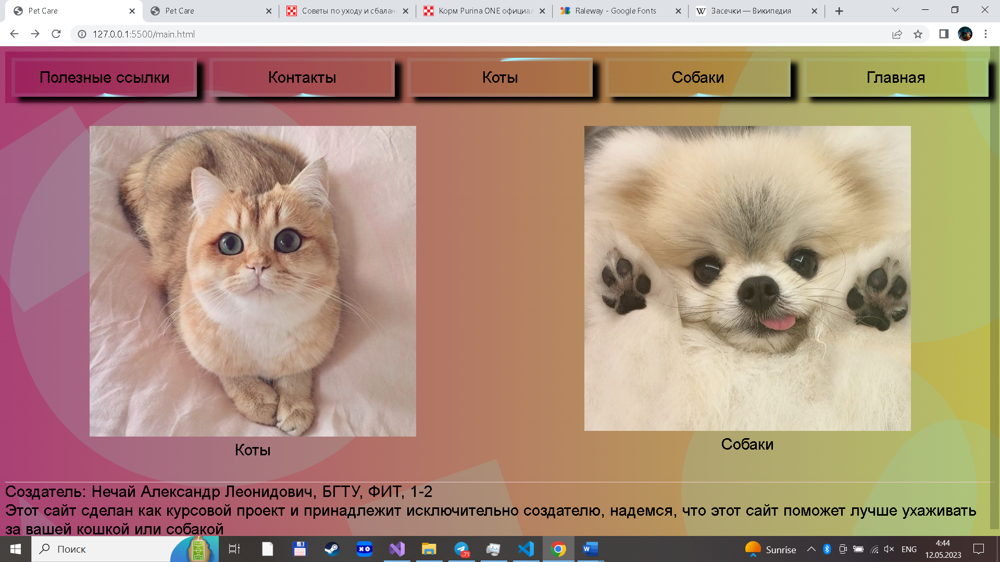 Pet Care
Pet Care
Советы по уходу и сбалан
Корм Purina ONE официал
Raleway - Google Fonts
Засечки — Википедия
127.0.0.1:5500/main.html
Полезные ссылки
Контакты
Коты
Собаки
Главная
Коты
Собаки
Создатель: Нечай Александр Леонидович, БГТУ, ФИТ, 1-2
Этот сайт сделан как курсовой проект и принадлежит исключительно создателю, надемся, что этот сайт поможет лучше ухаживать
за вашей кошкой или собакой
Поиск
..71
Sunrise
ENG
4:44
12.05.2023